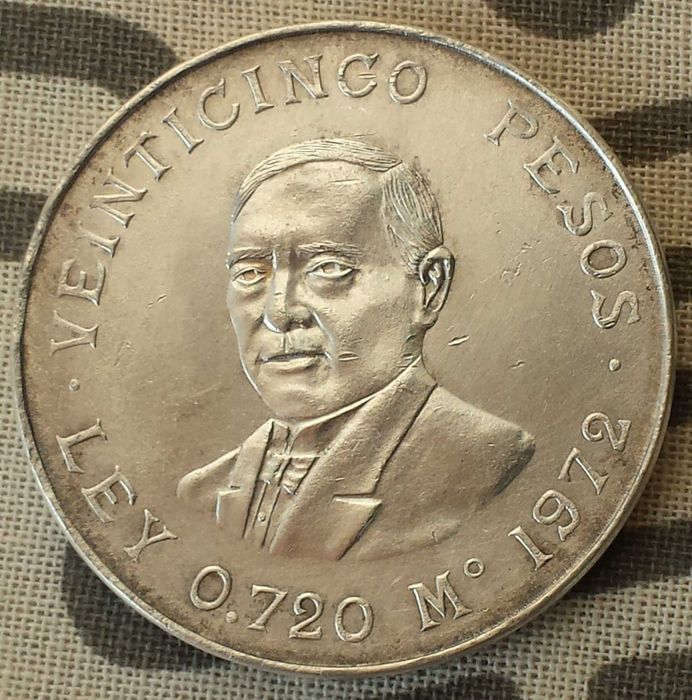 · VEINTICINCO PESOS ·
LEY 0.720 Mº 1972